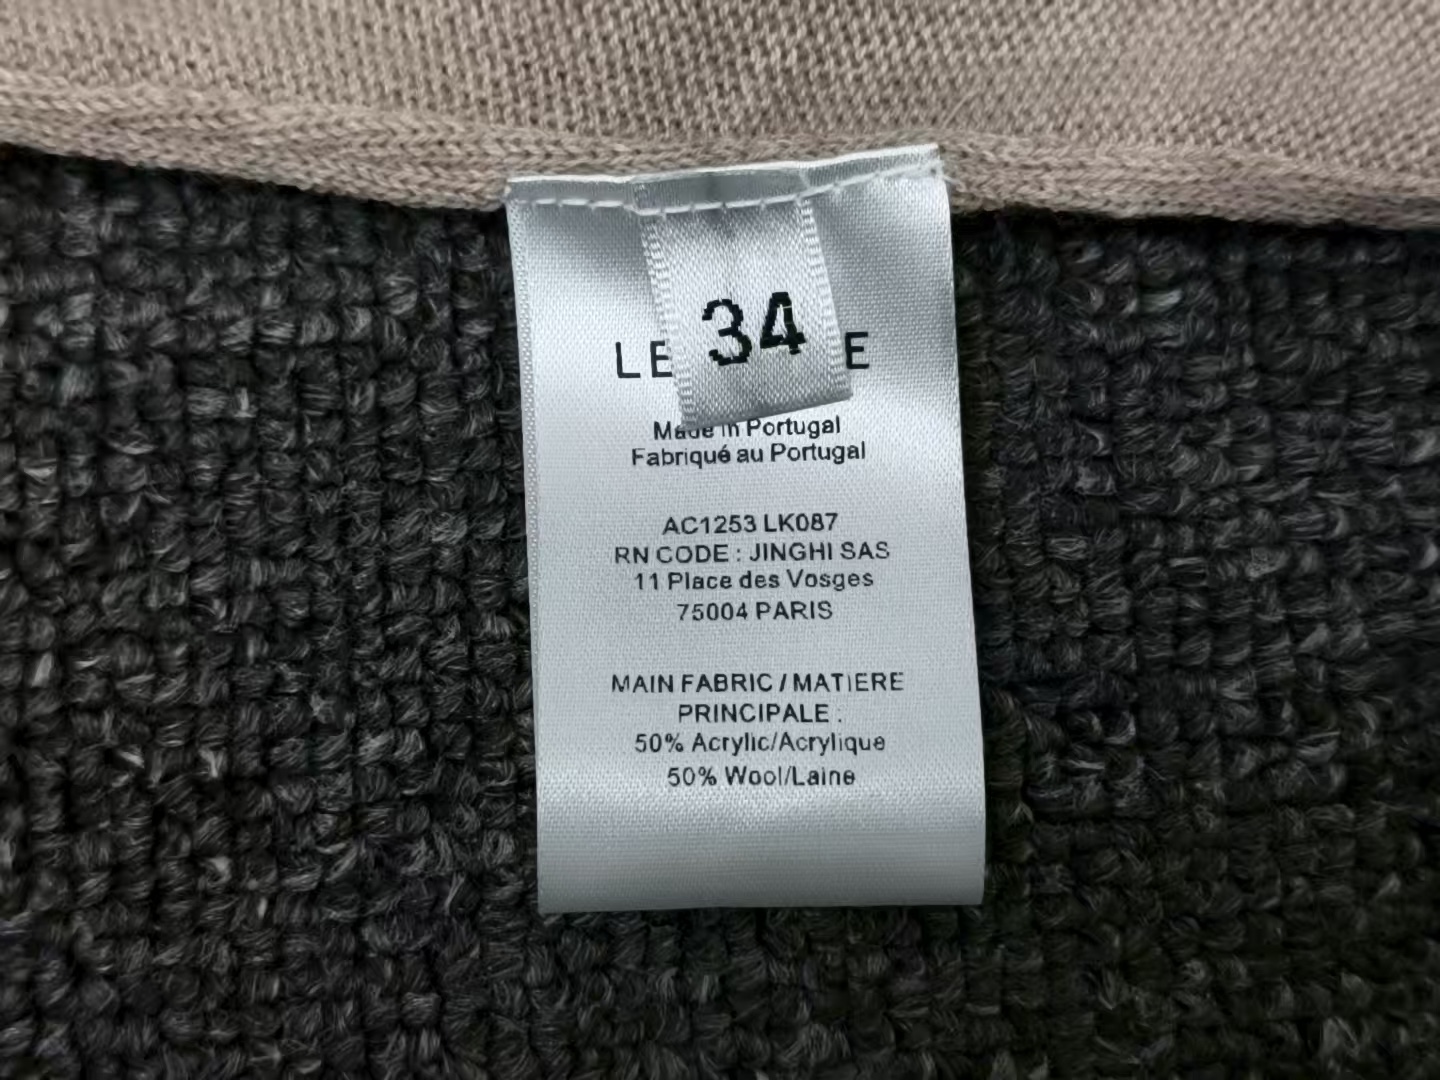 34
LE E
Made in Portugal
Fabriqué au Portugal
AC1253 LK087
RN CODE : JINGHI SAS
11 Place des Vosges
75004 PARIS
MAIN FABRIC / MATIERE
PRINCIPALE :
50% Acrylic/Acrylique
50% Wool/Laine